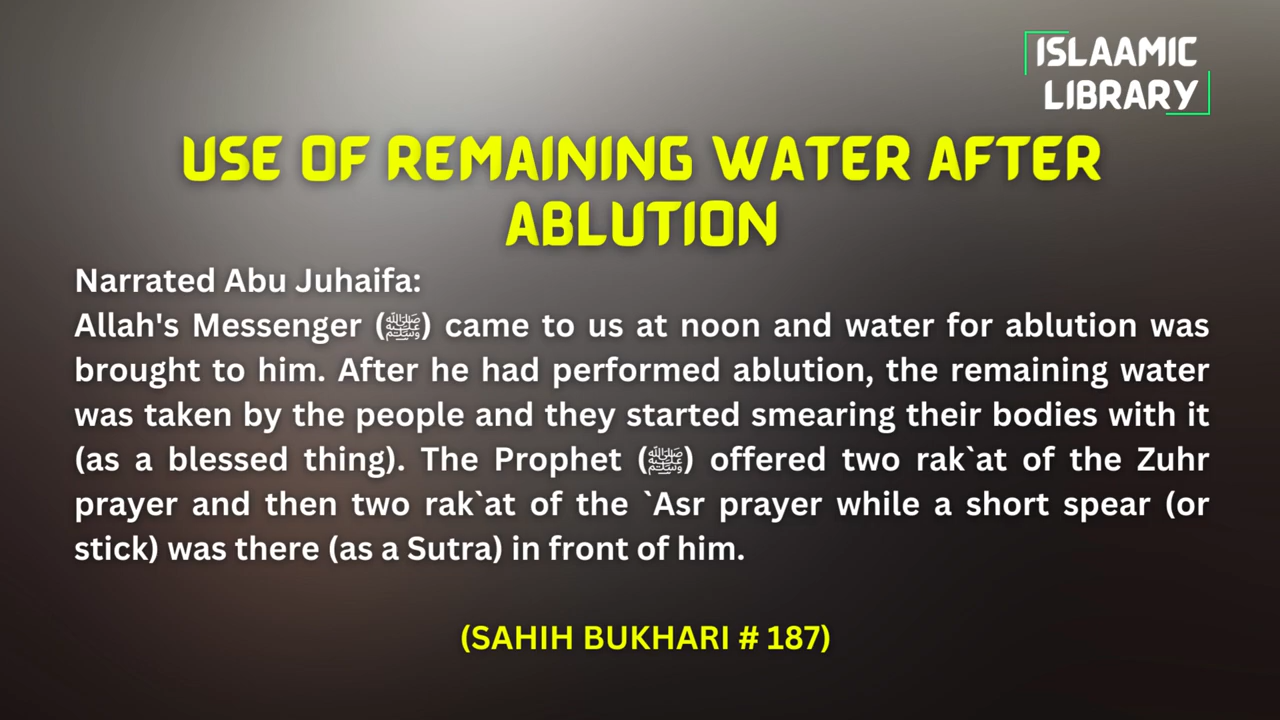 ISLAAMIC
LIBRARY
USE OF REMAINING WATER AFTER
ABLUTION
Narrated Abu Juhaifa:
Allah's Messenger (ﷺ) came to us at noon and water for ablution was
brought to him. After he had performed ablution, the remaining water
was taken by the people and they started smearing their bodies with it
(as a blessed thing). The Prophet (ﷺ) offered two rak`at of the Zuhr
prayer and then two rak`at of the `Asr prayer while a short spear (or
stick) was there (as a Sutra) in front of him.
(SAHIH BUKHARI # 187)